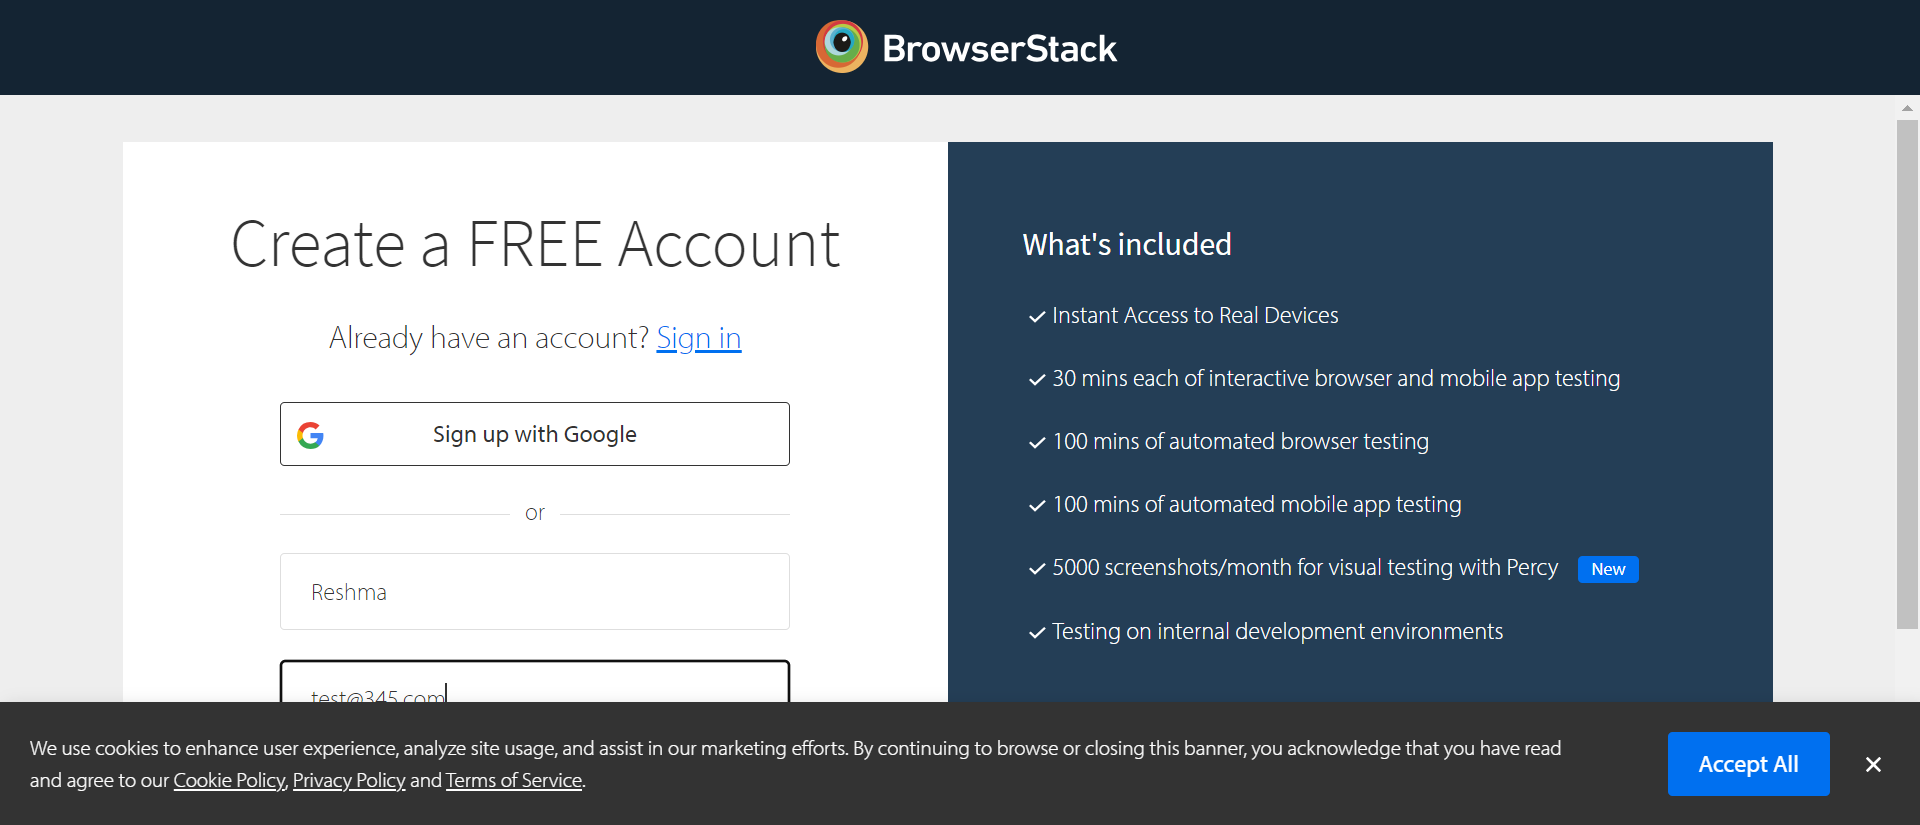 BrowserStack
Create a FREE Account
Already have an account? Sign in
Sign up with Google
or
Reshma
test@345.com
What's included
Instant Access to Real Devices
30 mins each of interactive browser and mobile app testing
100 mins of automated browser testing
100 mins of automated mobile app testing
5000 screenshots/month for visual testing with Percy New
Testing on internal development environments
We use cookies to enhance user experience, analyze site usage, and assist in our marketing efforts. By continuing to browse or closing this banner, you acknowledge that you have read
and agree to our Cookie Policy, Privacy Policy and Terms of Service.
Accept All